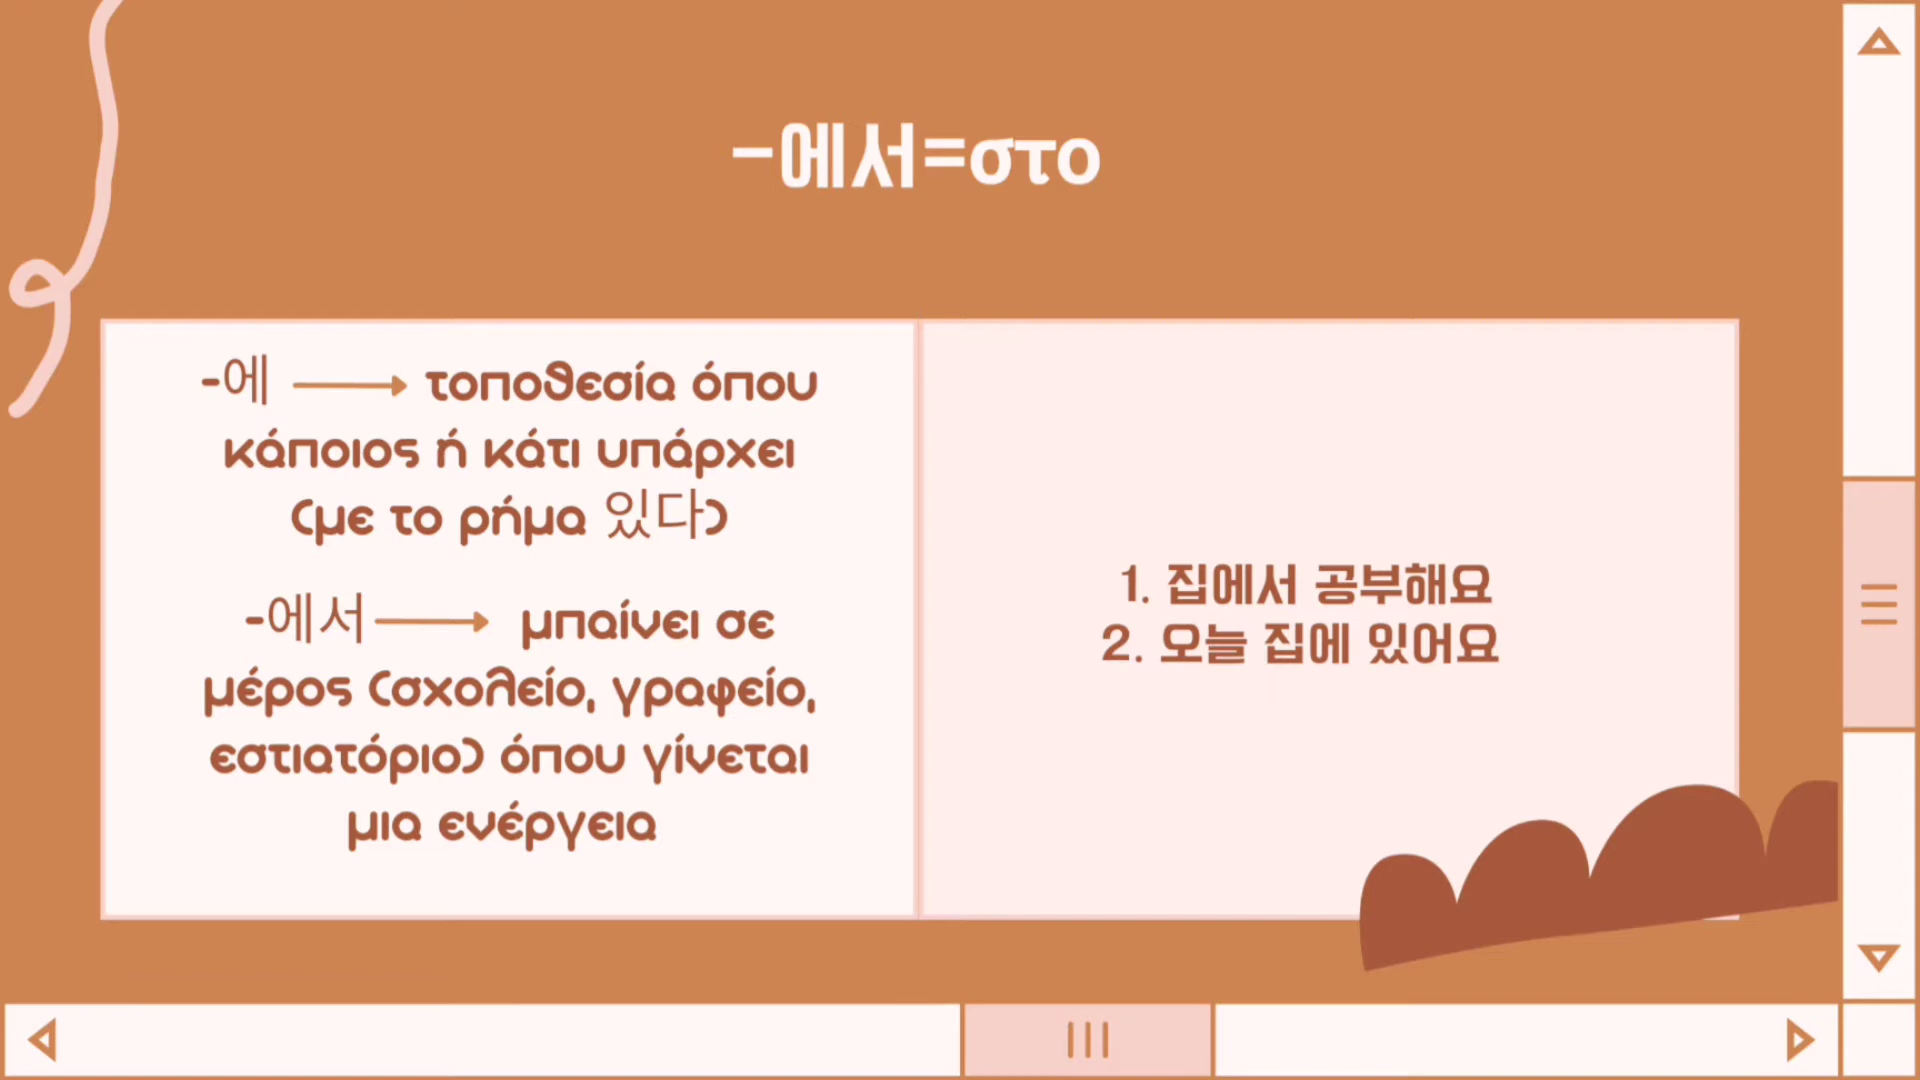 -에서=στο
-에 → τοποθεσία όπου
κάποιος ή κάτι υπάρχει
(με το ρήμα 있다)
-에서 → μπαίνει σε
μέρος (σχολείο, γραφείο,
εστιατόριο) όπου γίνεται
μια ενέργεια
1. 집에서 공부해요
2. 오늘 집에 있어요